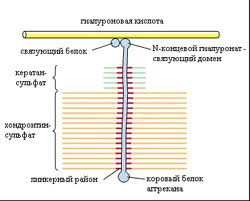 гиалуроновая кислота
связующий белок
N-концевой гиалуронат -
связующий домен
кератан-
сульфат
хондроитин-
сульфат
линкерный район
коровый белок
аггрекана